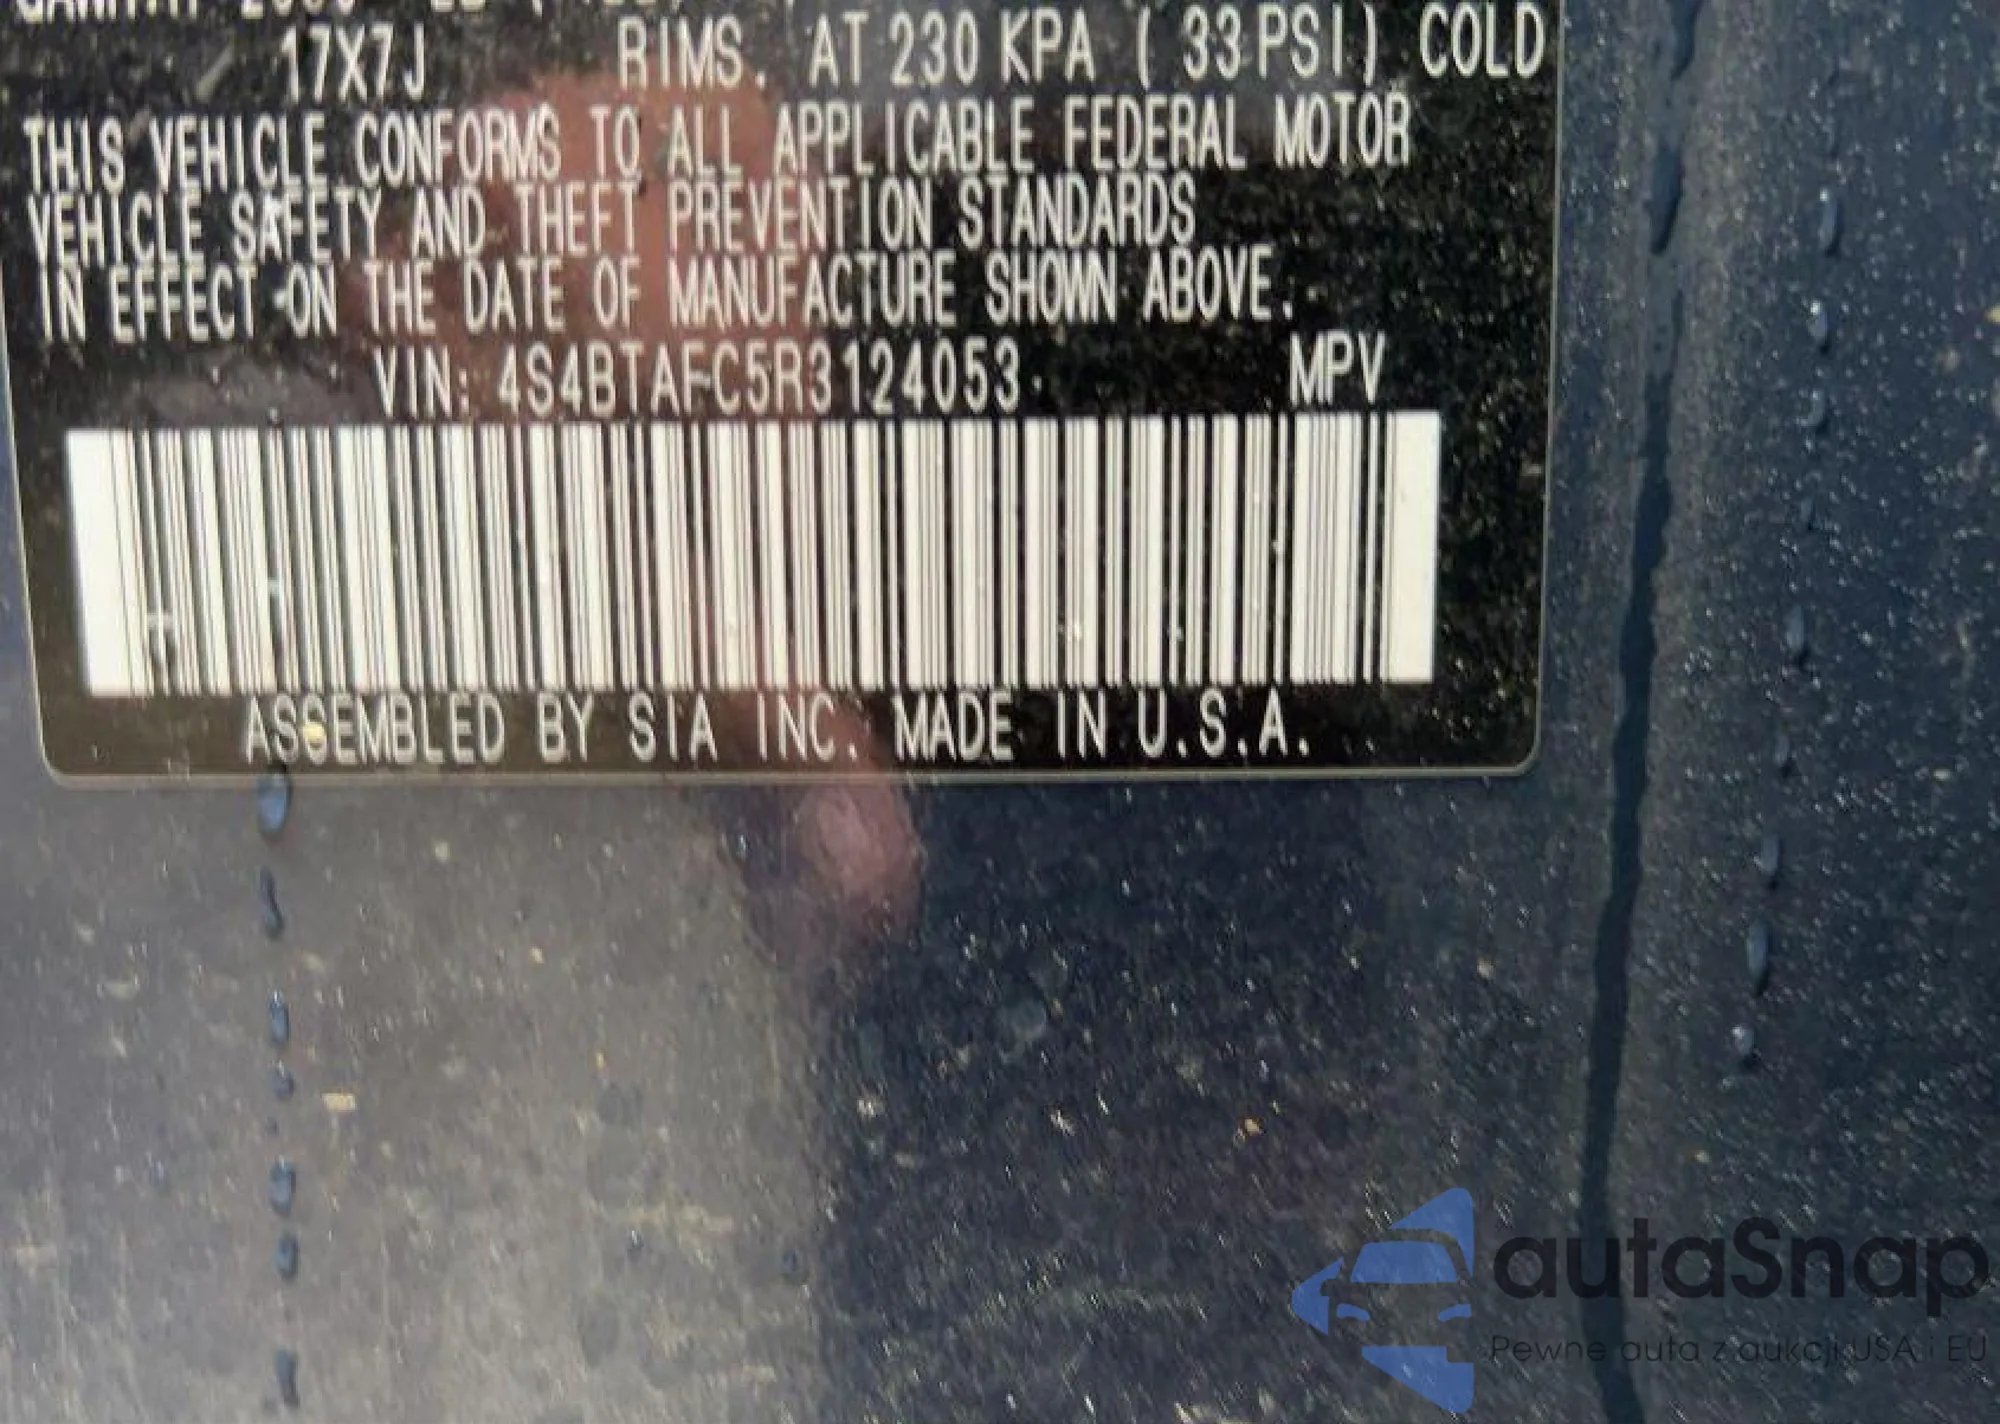 17X7J RIMS. AT 230 KPA ( 33 PSI) COLD
THIS VEHICLE CONFORMS TO ALL APPLICABLE FEDERAL MOTOR
VEHICLE SAFETY AND THEFT PREVENTION STANDARDS
IN EFFECT ON THE DATE OF MANUFACTURE SHOWN ABOVE.
VIN: 4S4BTAFC5R3124053 MPV
ASSEMBLED BY SIA INC. MADE IN U.S.A.
autaSnap
Pewne auta z aukcji USA i EU